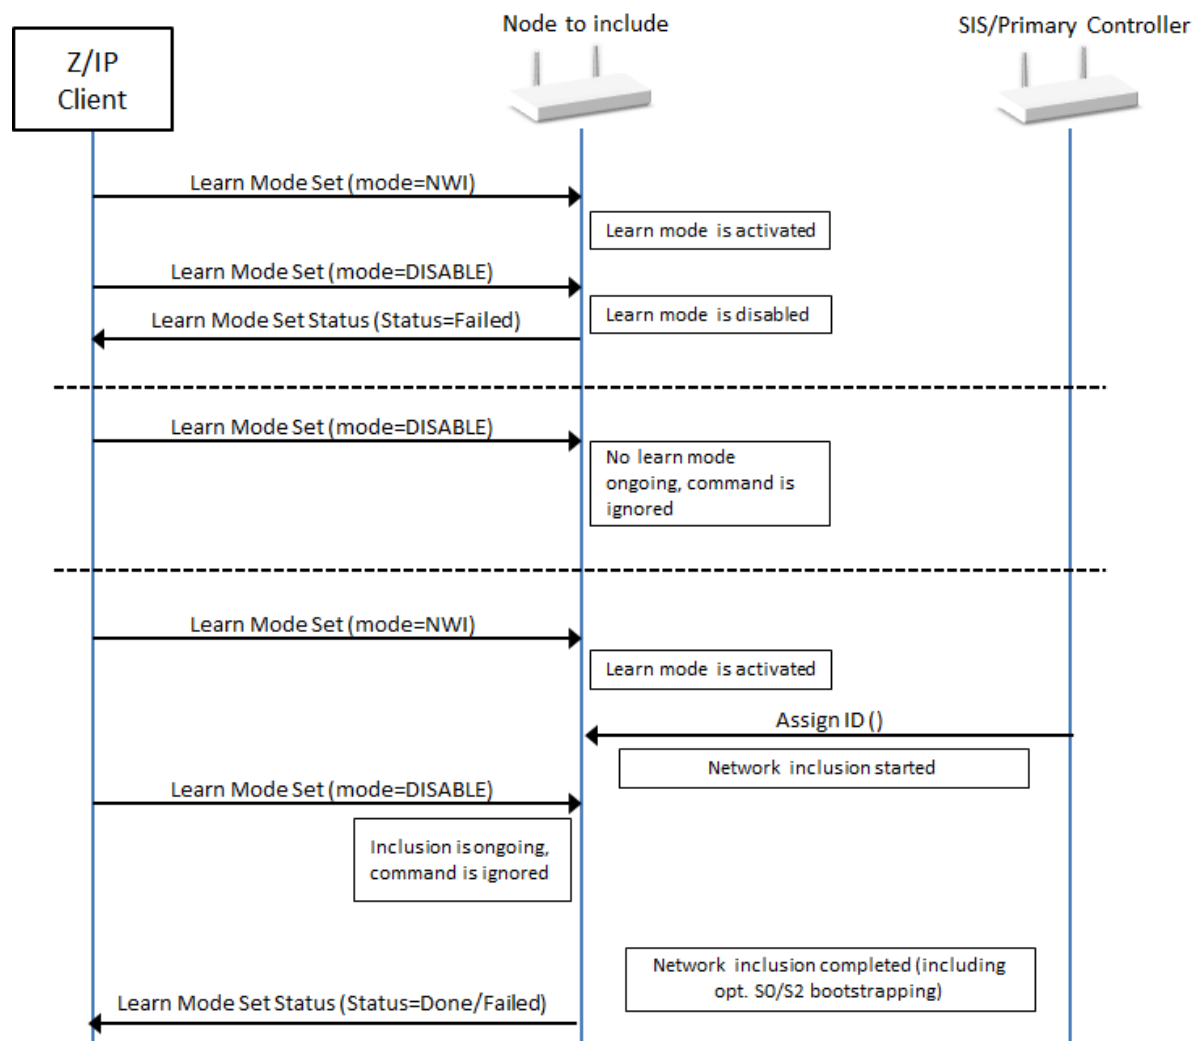 Node to include
SIS/Primary Controller
Z/IP
Client
Learn Mode Set (mode=NWI)
Learn mode is activated
Learn Mode Set (mode=DISABLE)
Learn mode is disabled
Learn Mode Set Status (Status=Failed)
Learn Mode Set (mode=DISABLE)
No learn mode
ongoing, command is
ignored
Learn Mode Set (mode=NWI)
Learn mode is activated
Assign ID ()
Network inclusion started
Learn Mode Set (mode=DISABLE)
Inclusion is ongoing,
command is ignored
Network inclusion completed (including
opt. S0/S2 bootstrapping)
Learn Mode Set Status (Status=Done/Failed)